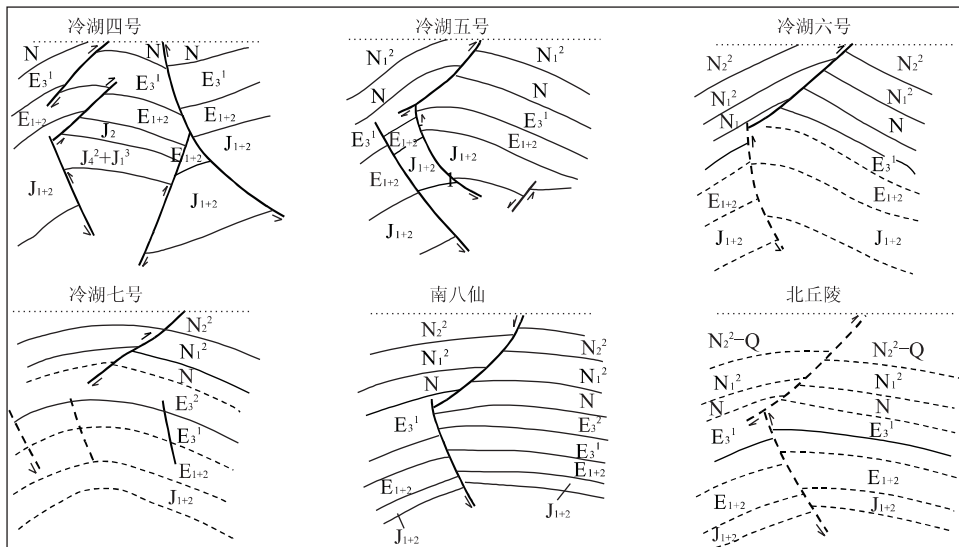 冷湖四号
N
N
N
E₃¹
E₃¹
E₃¹
E₁₊₂
E₁₊₂
E₁₊₂
J₂
J₄²+J₁³
E₁₊₂
J₁₊₂
J₁₊₂
J₁₊₂
冷湖五号
N₁²
N₁²
N
N
E₃¹
E₃¹
E₁₊₂
E₁₊₂
J₁₊₂
J₁₊₂
E₁₊₂
J₁₊₂
冷湖六号
N₂²
N₂²
N₁²
N₁²
N₁
N
E₃¹
E₁₊₂
E₁₊₂
J₁₊₂
J₁₊₂
冷湖七号
N₂²
N₁²
N
E₃²
E₃¹
E₁₊₂
J₁₊₂
南八仙
N₂²
N₂²
N₁²
N₁²
N
N
E₃²
E₃¹
E₃¹
E₁₊₂
E₁₊₂
J₁₊₂
J₁₊₂
北丘陵
N₂²-Q
N₂²-Q
N₁²
N₁²
N
N
E₃¹
E₃¹
E₁₊₂
E₁₊₂
J₁₊₂
J₁₊₂